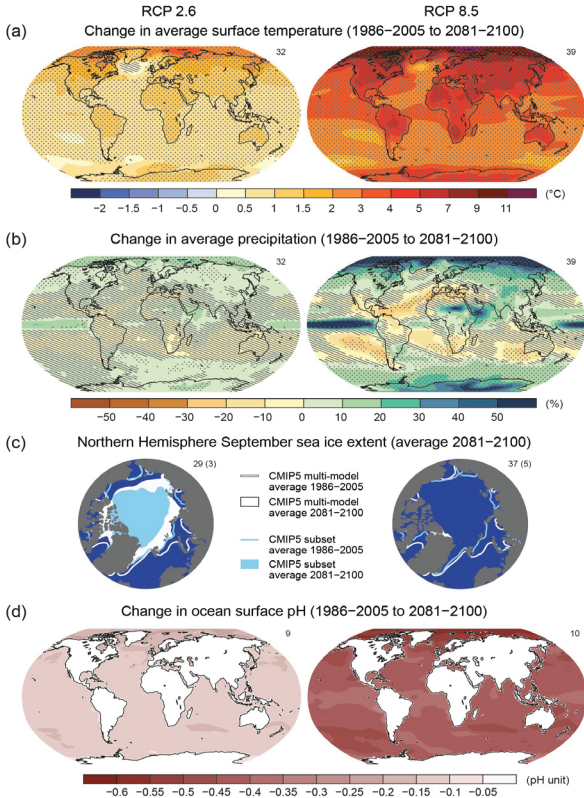 RCP 2.6 RCP 8.5
(a) Change in average surface temperature (1986−2005 to 2081−2100)
32 39
−2 −1.5 −1 −0.5 0 0.5 1 1.5 2 3 4 5 7 9 11 (°C)
(b) Change in average precipitation (1986−2005 to 2081−2100)
32 39
−50 −40 −30 −20 −10 0 10 20 30 40 50 (%)
(c) Northern Hemisphere September sea ice extent (average 2081−2100)
29 (3) 37 (5)
CMIP5 multi-model
average 1986−2005
CMIP5 multi-model
average 2081−2100
CMIP5 subset
average 1986−2005
CMIP5 subset
average 2081−2100
(d) Change in ocean surface pH (1986−2005 to 2081−2100)
9 10
−0.6 −0.55 −0.5 −0.45 −0.4 −0.35 −0.3 −0.25 −0.2 −0.15 −0.1 −0.05 (pH unit)